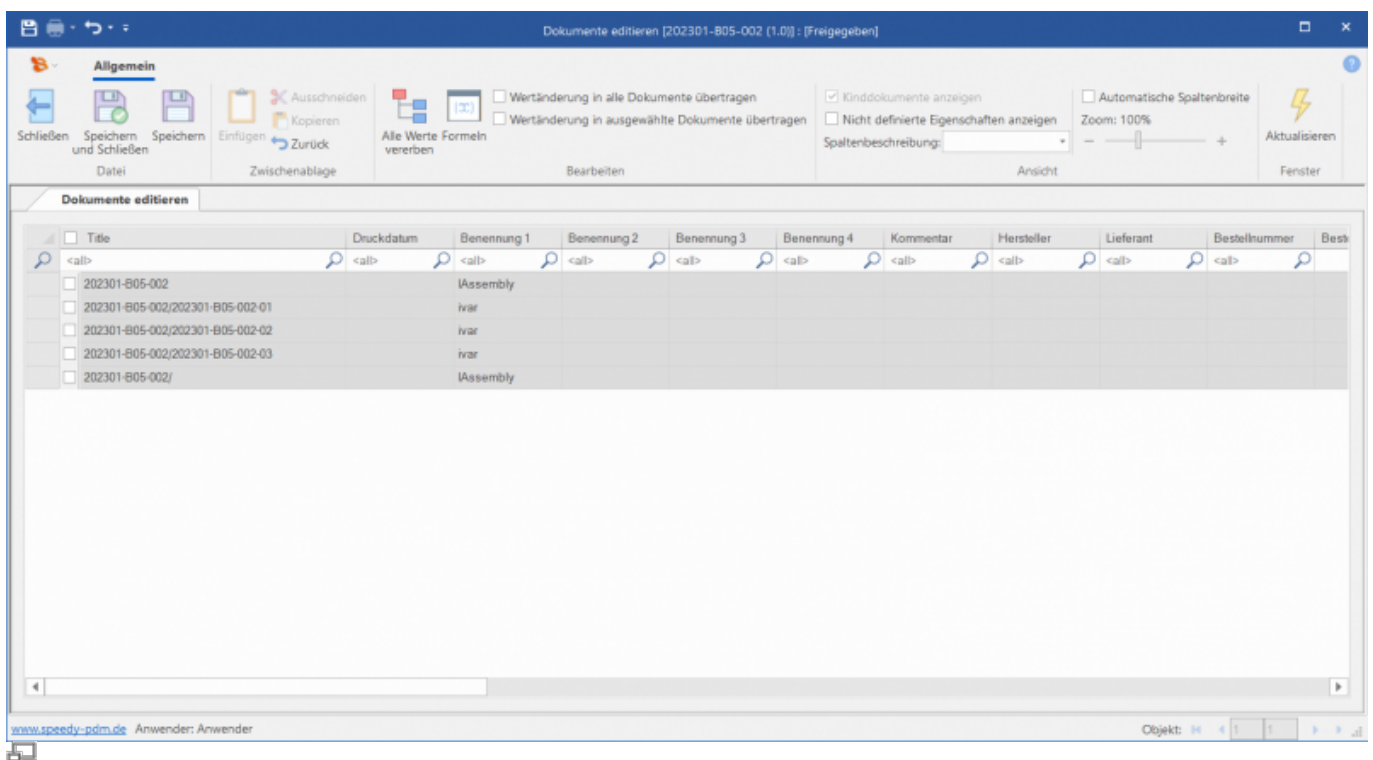 Dokumente editieren [202301-B05-002 (1.0)] : [Freigegeben]
Allgemein
Schließen
Speichern und Schließen
Speichern
Einfügen
Ausschneiden
Kopieren
Zurück
Alle Werte vererben
Formeln
Wertänderung in alle Dokumente übertragen
Wertänderung in ausgewählte Dokumente übertragen
Kinddokumente anzeigen
Nicht definierte Eigenschaften anzeigen
Spaltenbeschreibung:
Automatische Spaltenbreite
Zoom: 100%
Aktualisieren
Datei Zwischenablage Bearbeiten Ansicht Fenster
Dokumente editieren
Title Druckdatum Benennung 1 Benennung 2 Benennung 3 Benennung 4 Kommentar Hersteller Lieferant Bestellnummer Best
<all> <all> <all> <all> <all> <all> <all> <all> <all> <all>
202301-B05-002 IAssembly
202301-B05-002/202301-B05-002-01 ivar
202301-B05-002/202301-B05-002-02 ivar
202301-B05-002/202301-B05-002-03 ivar
202301-B05-002/ IAssembly
www.speedy-pdm.de Anwender: Anwender
Objekt: 1 1